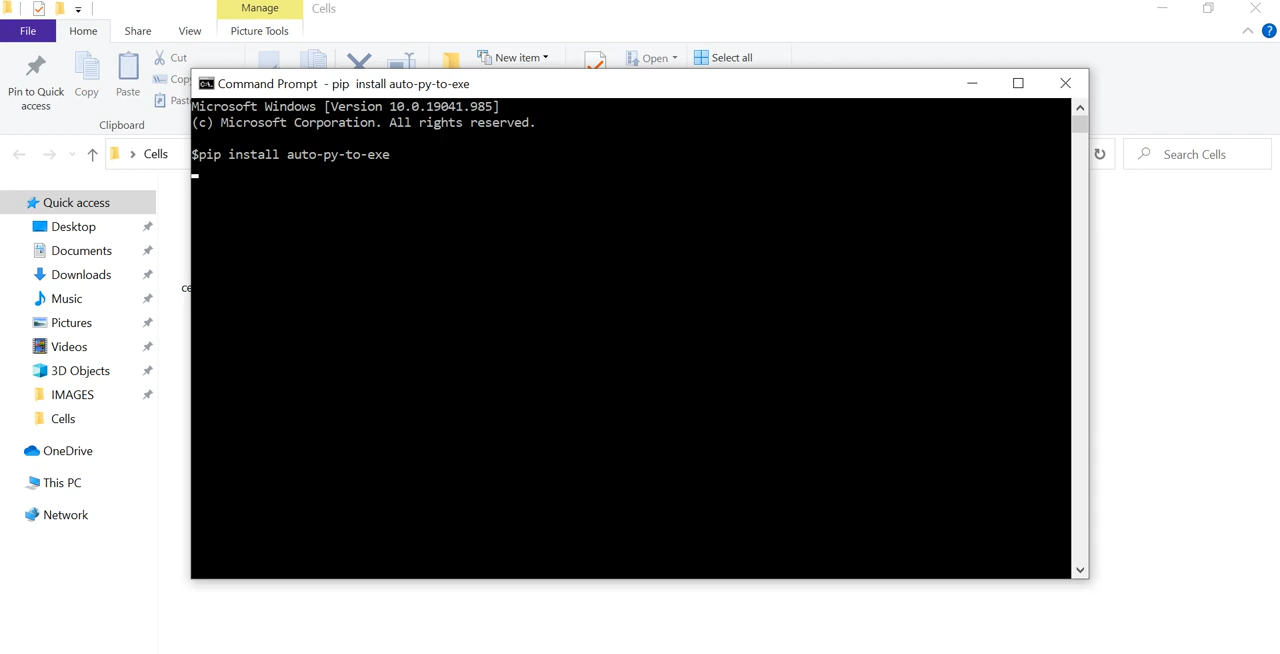 Manage
Cells
File
Home
Share
View
Picture Tools
Pin to Quick access
Copy
Paste
Cut
Clipboard
New item
Open
Select all
Command Prompt - pip install auto-py-to-exe
Microsoft Windows [Version 10.0.19041.985]
(c) Microsoft Corporation. All rights reserved.
$pip install auto-py-to-exe
Cells
Search Cells
Quick access
Desktop
Documents
Downloads
Music
Pictures
Videos
3D Objects
IMAGES
Cells
OneDrive
This PC
Network